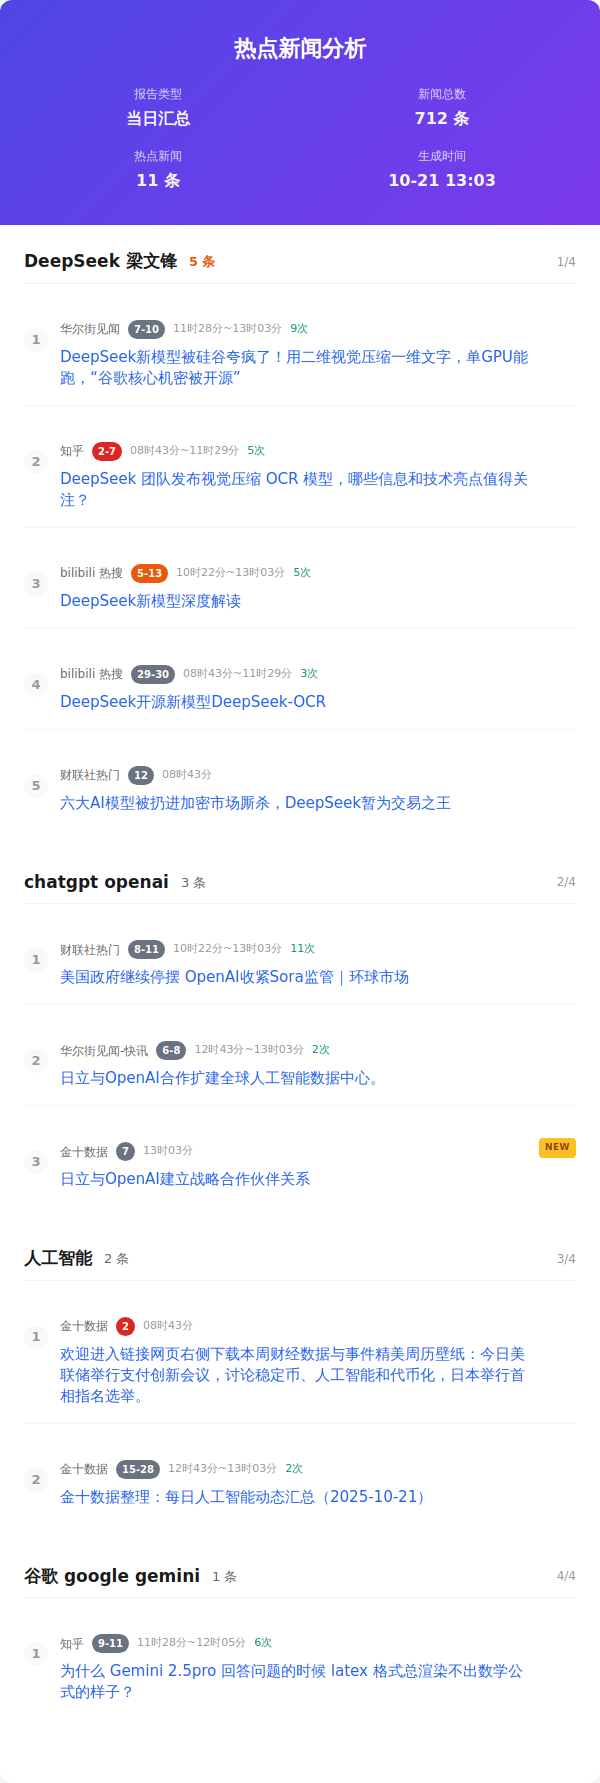 热点新闻分析
报告类型
当日汇总
新闻总数
712 条
热点新闻
11 条
生成时间
10-21 13:03
DeepSeek 梁文锋 5 条 1/4
1
华尔街见闻 7-10 11时28分~13时03分 9次
DeepSeek新模型被硅谷夸疯了！用二维视觉压缩一维文字，单GPU能
跑，“谷歌核心机密被开源”
2
知乎 2-7 08时43分~11时29分 5次
DeepSeek 团队发布视觉压缩 OCR 模型，哪些信息和技术亮点值得关
注？
3
bilibili 热搜 5-13 10时22分~13时03分 5次
DeepSeek新模型深度解读
4
bilibili 热搜 29-30 08时43分~11时29分 3次
DeepSeek开源新模型DeepSeek-OCR
5
财联社热门 12 08时43分
六大AI模型被扔进加密市场厮杀，DeepSeek暂为交易之王
chatgpt openai 3 条 2/4
1
财联社热门 8-11 10时22分~13时03分 11次
美国政府继续停摆 OpenAI收紧Sora监管｜环球市场
2
华尔街见闻-快讯 6-8 12时43分~13时03分 2次
日立与OpenAI合作扩建全球人工智能数据中心。
3
金十数据 7 13时03分 NEW
日立与OpenAI建立战略合作伙伴关系
人工智能 2 条 3/4
1
金十数据 2 08时43分
欢迎进入链接网页右侧下载本周财经数据与事件精美周历壁纸：今日美
联储举行支付创新会议，讨论稳定币、人工智能和代币化，日本举行首
相指名选举。
2
金十数据 15-28 12时43分~13时03分 2次
金十数据整理：每日人工智能动态汇总（2025-10-21）
谷歌 google gemini 1 条 4/4
1
知乎 9-11 11时28分~12时05分 6次
为什么 Gemini 2.5pro 回答问题的时候 latex 格式总渲染不出数学公
式的样子？